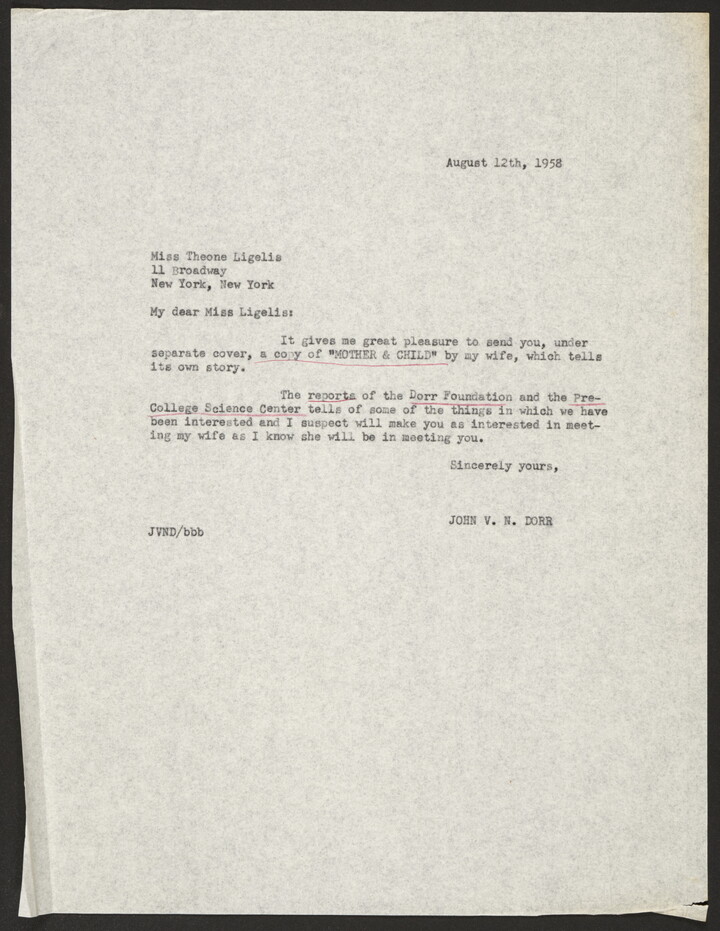 August 12th, 1958
Miss Theone Ligelis
11 Broadway
New York, New York
My dear Miss Ligelis:
It gives me great pleasure to send you, under
separate cover, a copy of "MOTHER & CHILD" by my wife, which tells
its own story.
The reports of the Dorr Foundation and the Pre-
College Science Center tells of some of the things in which we have
been interested and I suspect will make you as interested in meet-
ing my wife as I know she will be in meeting you.
Sincerely yours,
JOHN V. N. DORR
JVND/bbb